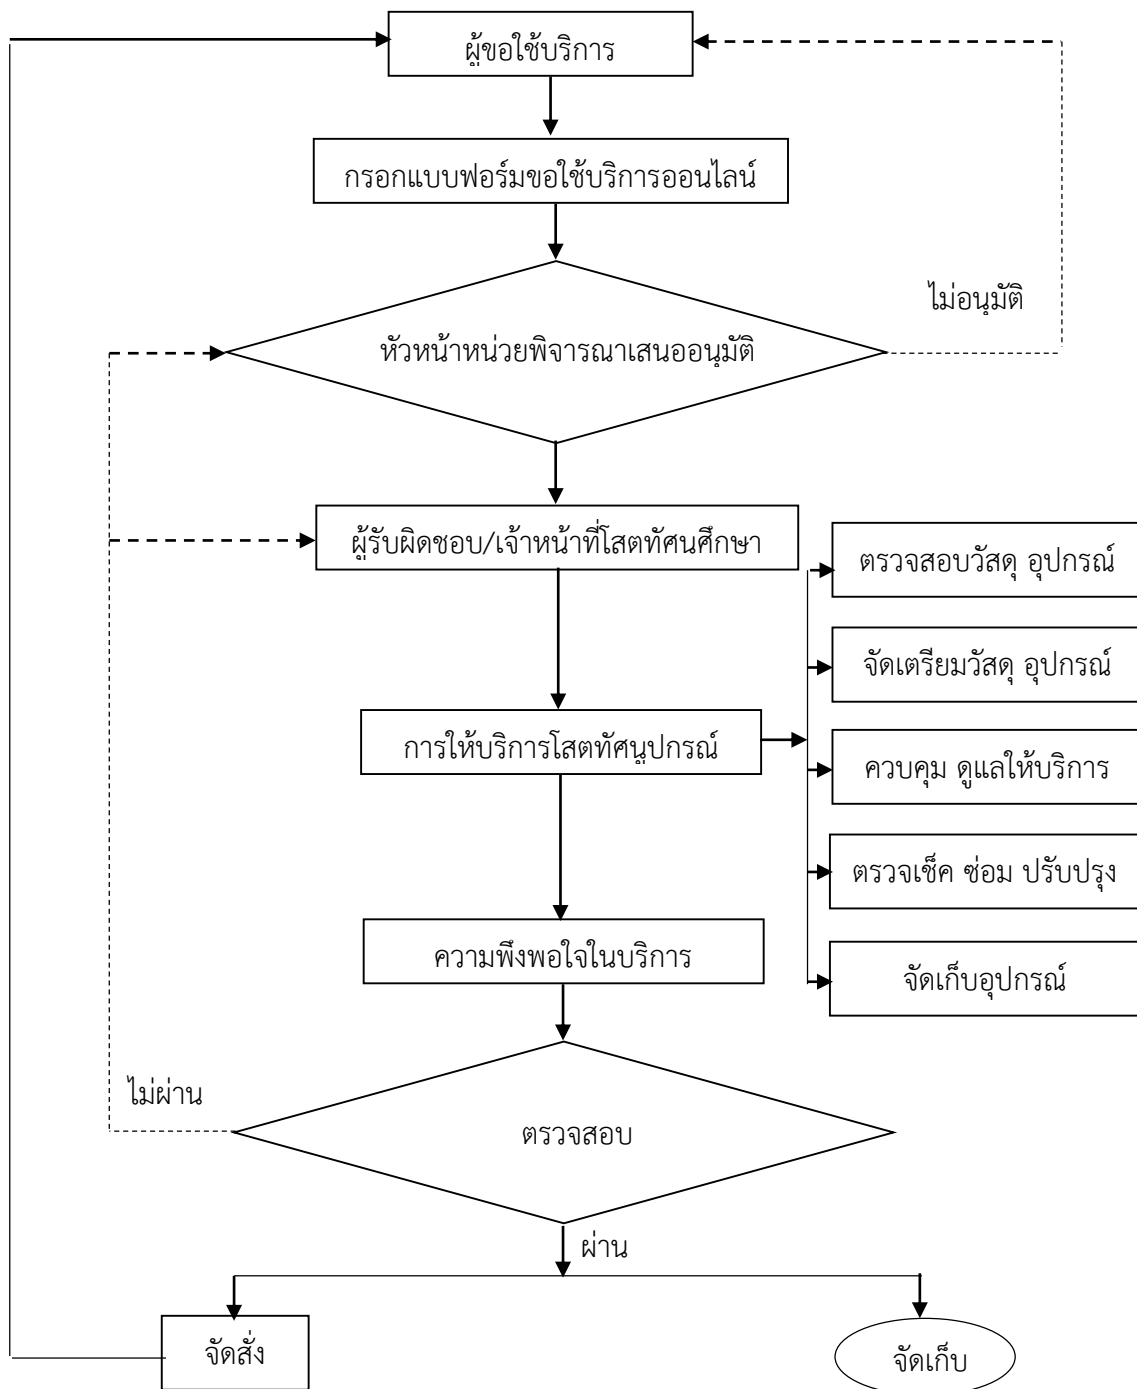 ผู้ขอใช้บริการ
กรอกแบบฟอร์มขอใช้บริการออนไลน์
ไม่อนุมัติ
หัวหน้าหน่วยพิจารณาเสนออนุมัติ
ผู้รับผิดชอบ/เจ้าหน้าที่โสตทัศนศึกษา
ตรวจสอบวัสดุ อุปกรณ์
จัดเตรียมวัสดุ อุปกรณ์
การให้บริการโสตทัศนูปกรณ์
ควบคุม ดูแลให้บริการ
ตรวจเช็ค ซ่อม ปรับปรุง
ความพึงพอใจในบริการ
จัดเก็บอุปกรณ์
ไม่ผ่าน
ตรวจสอบ
ผ่าน
จัดสั่ง
จัดเก็บ